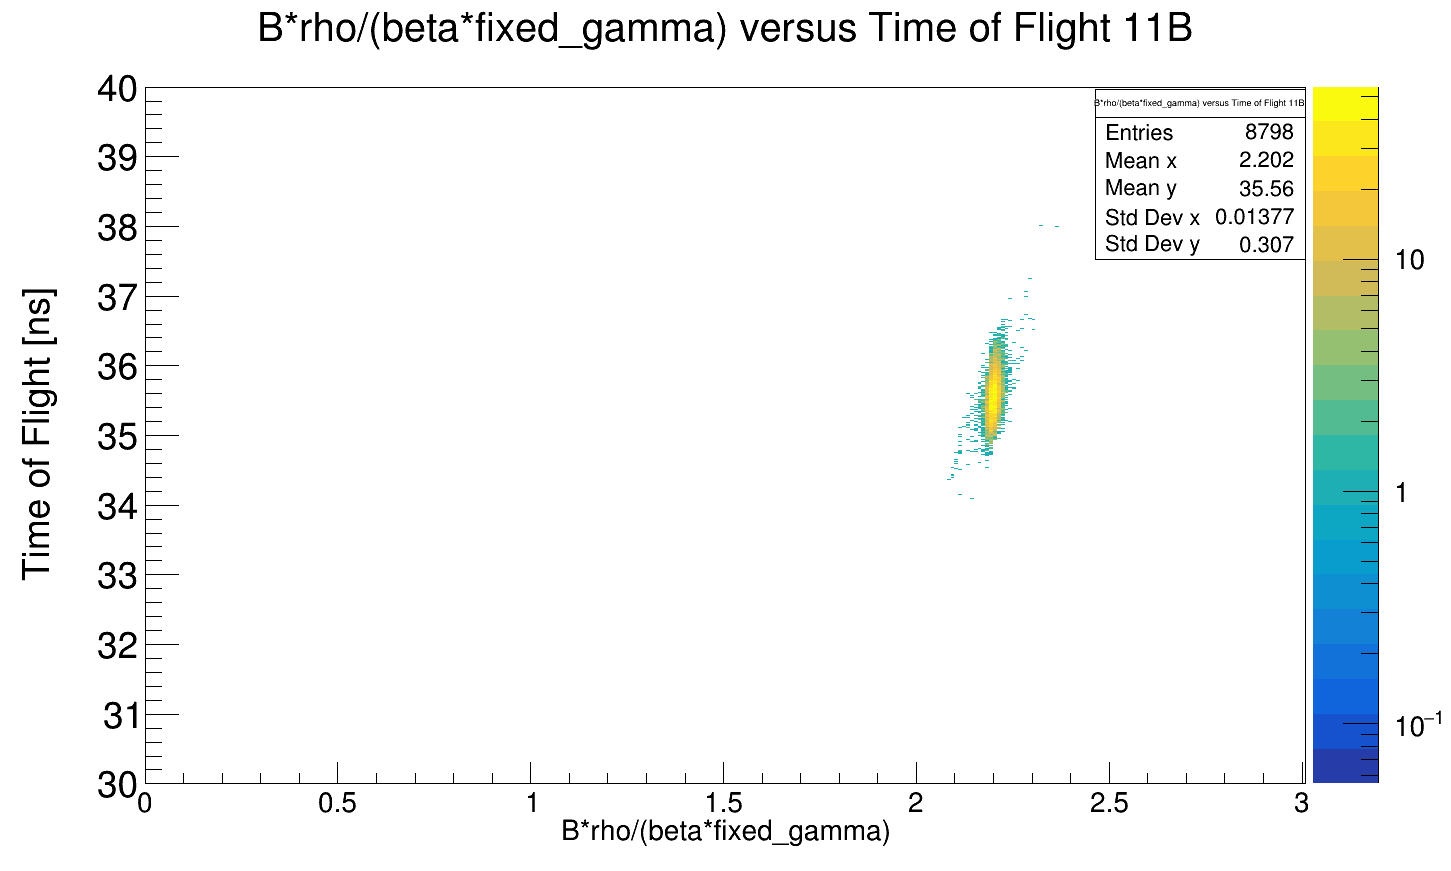 B*rho/(beta*fixed_gamma) versus Time of Flight 11B
B*rho/(beta*fixed_gamma) versus Time of Flight 11B
Entries 8798
Mean x 2.202
Mean y 35.56
Std Dev x 0.01377
Std Dev y 0.307
Time of Flight [ns]
40
39
38
37
36
35
34
33
32
31
30
0 0.5 1 1.5 2 2.5 3
B*rho/(beta*fixed_gamma)
10
1
10⁻¹